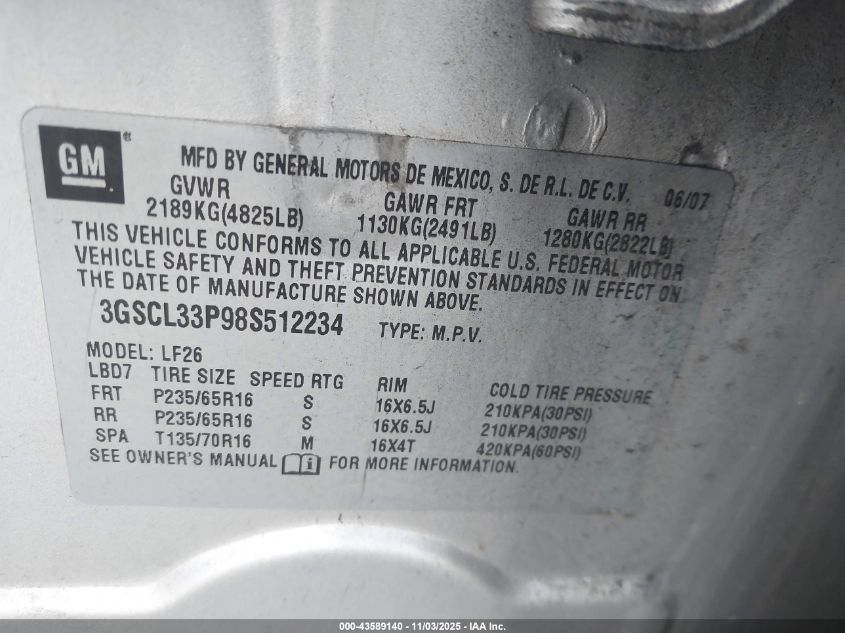 GM ®
MFD BY GENERAL MOTORS DE MEXICO, S. DE R.L. DE C.V. 06/07
GVWR GAWR FRT GAWR RR
2189KG(4825LB) 1130KG(2491LB) 1280KG(2822LB)
THIS VEHICLE CONFORMS TO ALL APPLICABLE U.S. FEDERAL MOTOR
VEHICLE SAFETY AND THEFT PREVENTION STANDARDS IN EFFECT ON
THE DATE OF MANUFACTURE SHOWN ABOVE.
3GSCL33P98S512234 TYPE: M.P.V.
MODEL: LF26
LBD7 TIRE SIZE SPEED RTG RIM COLD TIRE PRESSURE
FRT P235/65R16 S 16X6.5J 210KPA(30PSI)
RR P235/65R16 S 16X6.5J 210KPA(30PSI)
SPA T135/70R16 M 16X4T 420KPA(60PSI)
SEE OWNER'S MANUAL i FOR MORE INFORMATION.
000-43589140 - 11/03/2025 - IAA Inc.